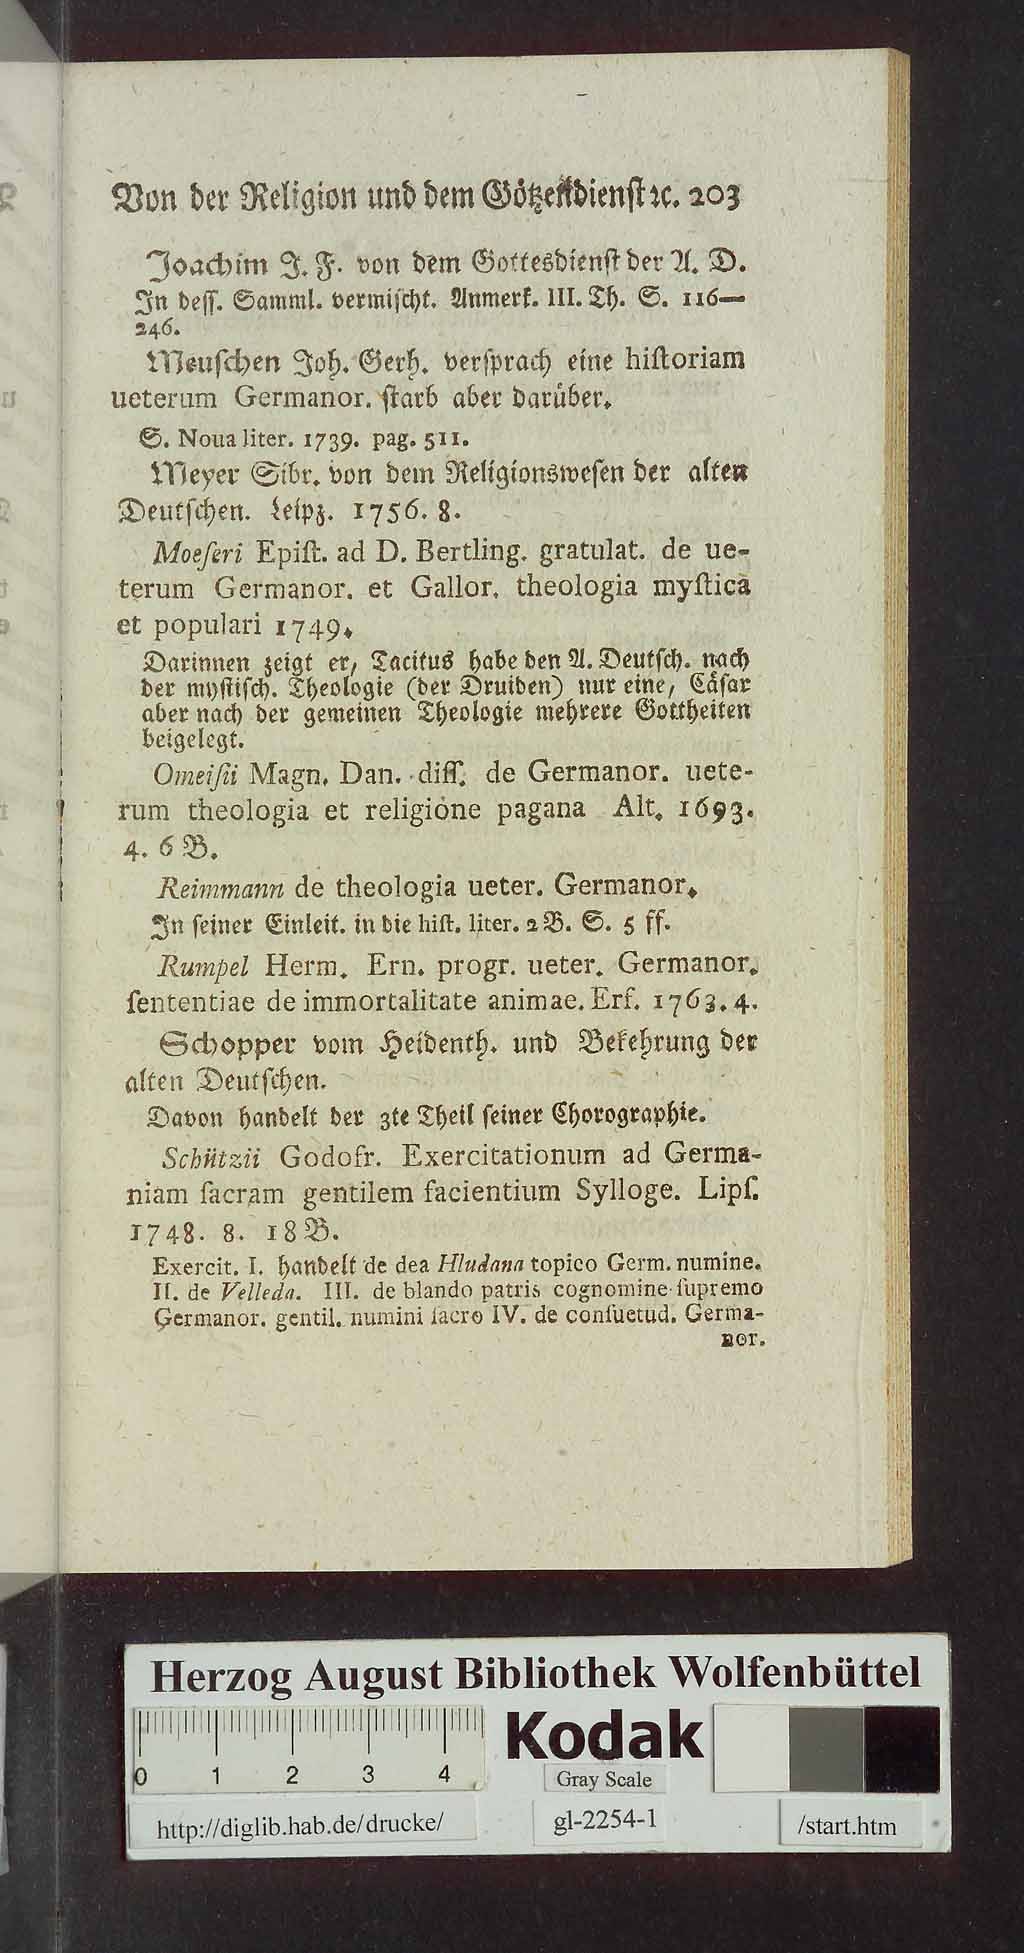 Von der Religion und dem Götzendienst ꝛc. 203
Joachim J. F. von dem Gottesdienst der A. D.
In dess. Samml. vermischt. Anmerk. III. Th. S. 116—
246.
Meuschen Joh. Gerh. versprach eine hiſtoriam
ueterum Germanor. starb aber darüber.
S. Noua liter. 1739. pag. 511.
Meyer Sibr. von dem Religionswesen der alten
Deutschen. Leipz. 1756. 8.
Moeſeri Epiſt. ad D. Bertling. gratulat. de ue-
terum Germanor. et Gallor. theologia myſtica
et populari 1749.
Darinnen zeigt er, Tacitus habe den A. Deutsch. nach
der mystisch. Theologie (der Druiden) nur eine, Cäsar
aber nach der gemeinen Theologie mehrere Gottheiten
beigelegt.
Omeiſii Magn. Dan. diſſ. de Germanor. uete-
rum theologia et religione pagana Alt. 1693.
4. 6 B.
Reimmann de theologia ueter. Germanor.
In seiner Einleit. in die hiſt. liter. 2 B. S. 5 ff.
Rumpel Herm. Ern. progr. ueter. Germanor.
ſententiae de immortalitate animae. Erf. 1763. 4.
Schopper vom Heidenth. und Bekehrung der
alten Deutschen.
Davon handelt der 3te Theil seiner Chorographie.
Schützii Godofr. Exercitationum ad Germa-
niam ſacram gentilem facientium Sylloge. Lipſ.
1748. 8. 18 B.
Exercit. I. handelt de dea Hludana topico Germ. numine.
II. de Velleda. III. de blando patris cognomine ſupremo
Germanor. gentil. numini ſacro IV. de conſuetud. Germa-
nor.
Herzog August Bibliothek Wolfenbüttel
Kodak
0 1 2 3 4
Gray Scale
http://diglib.hab.de/drucke/ gl-2254-1 /start.htm